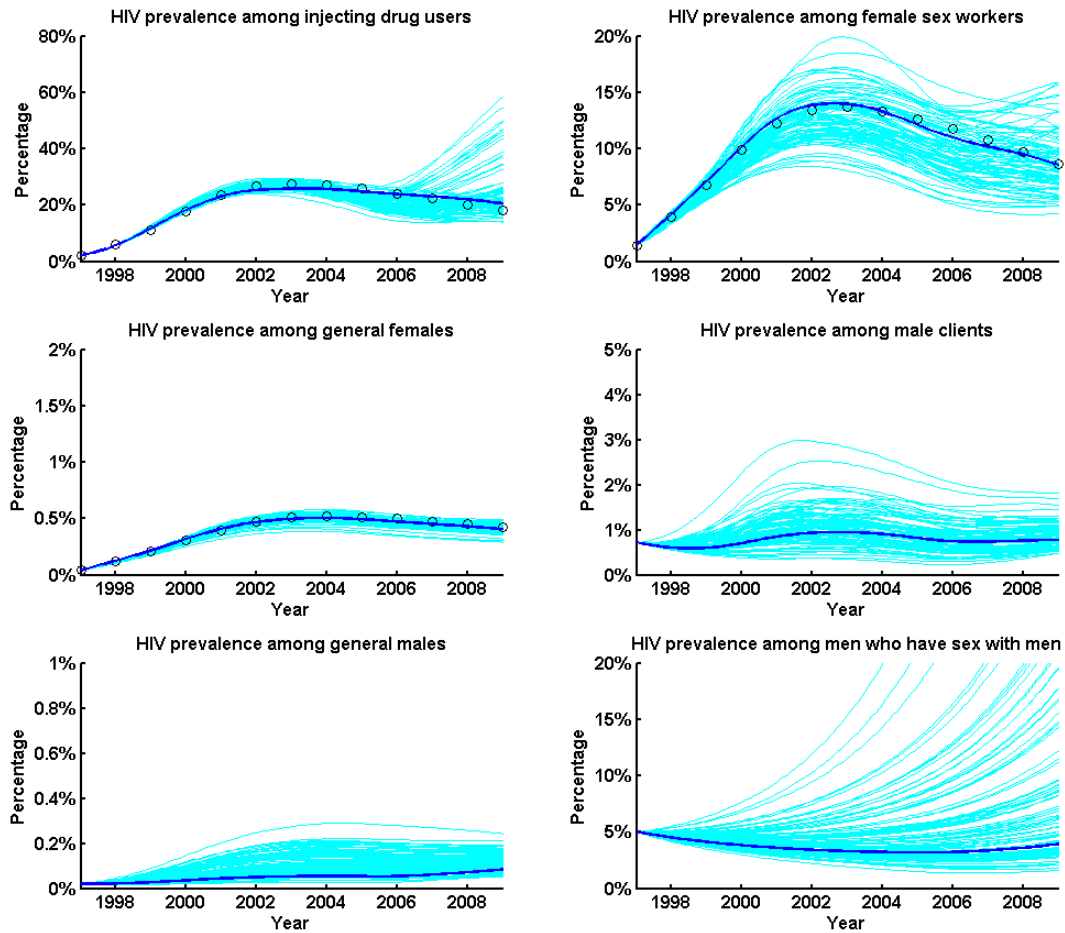 HIV prevalence among injecting drug users
80%
60%
40%
20%
0%
Percentage
1998 2000 2002 2004 2006 2008
Year
HIV prevalence among female sex workers
20%
15%
10%
5%
0%
Percentage
1998 2000 2002 2004 2006 2008
Year
HIV prevalence among general females
2%
1.5%
1%
0.5%
0%
Percentage
1998 2000 2002 2004 2006 2008
Year
HIV prevalence among male clients
5%
4%
3%
2%
1%
0%
Percentage
1998 2000 2002 2004 2006 2008
Year
HIV prevalence among general males
1%
0.8%
0.6%
0.4%
0.2%
0%
Percentage
1998 2000 2002 2004 2006 2008
Year
HIV prevalence among men who have sex with men
20%
15%
10%
5%
0%
Percentage
1998 2000 2002 2004 2006 2008
Year